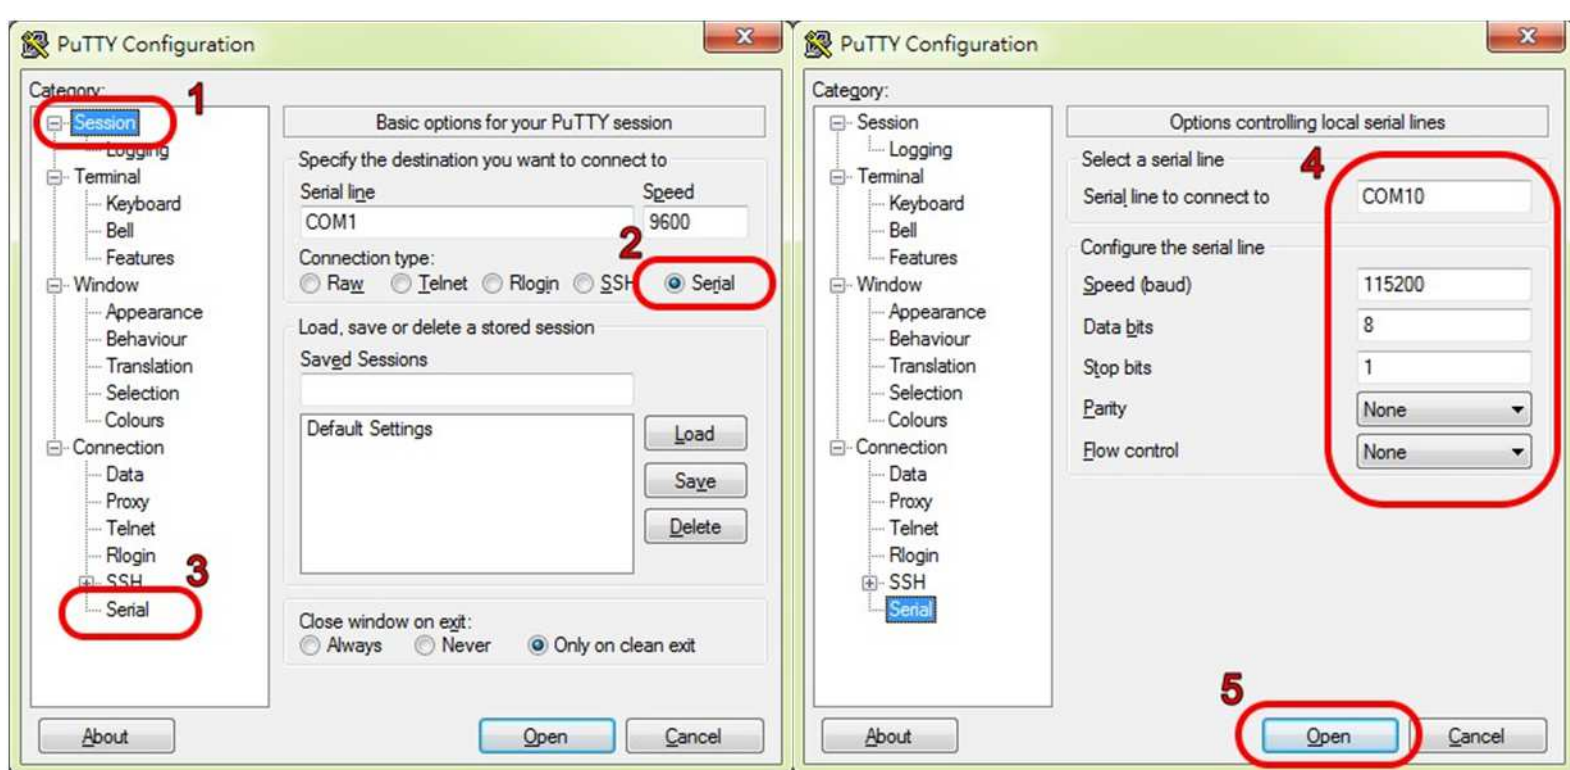 PuTTY Configuration
Category:
1
Session
Logging
Terminal
Keyboard
Bell
Features
Window
Appearance
Behaviour
Translation
Selection
Colours
Connection
Data
Proxy
Telnet
Rlogin
SSH
3
Serial
Basic options for your PuTTY session
Specify the destination you want to connect to
Serial line Speed
COM1 9600
Connection type:
2
Raw Telnet Rlogin SSH Serial
Load, save or delete a stored session
Saved Sessions
Default Settings
Load
Save
Delete
Close window on exit:
Always Never Only on clean exit
About Open Cancel
PuTTY Configuration
Category:
Session
Logging
Terminal
Keyboard
Bell
Features
Window
Appearance
Behaviour
Translation
Selection
Colours
Connection
Data
Proxy
Telnet
Rlogin
SSH
Serial
Options controlling local serial lines
Select a serial line
4
Serial line to connect to COM10
Configure the serial line
Speed (baud) 115200
Data bits 8
Stop bits 1
Parity None
Flow control None
5
About Open Cancel